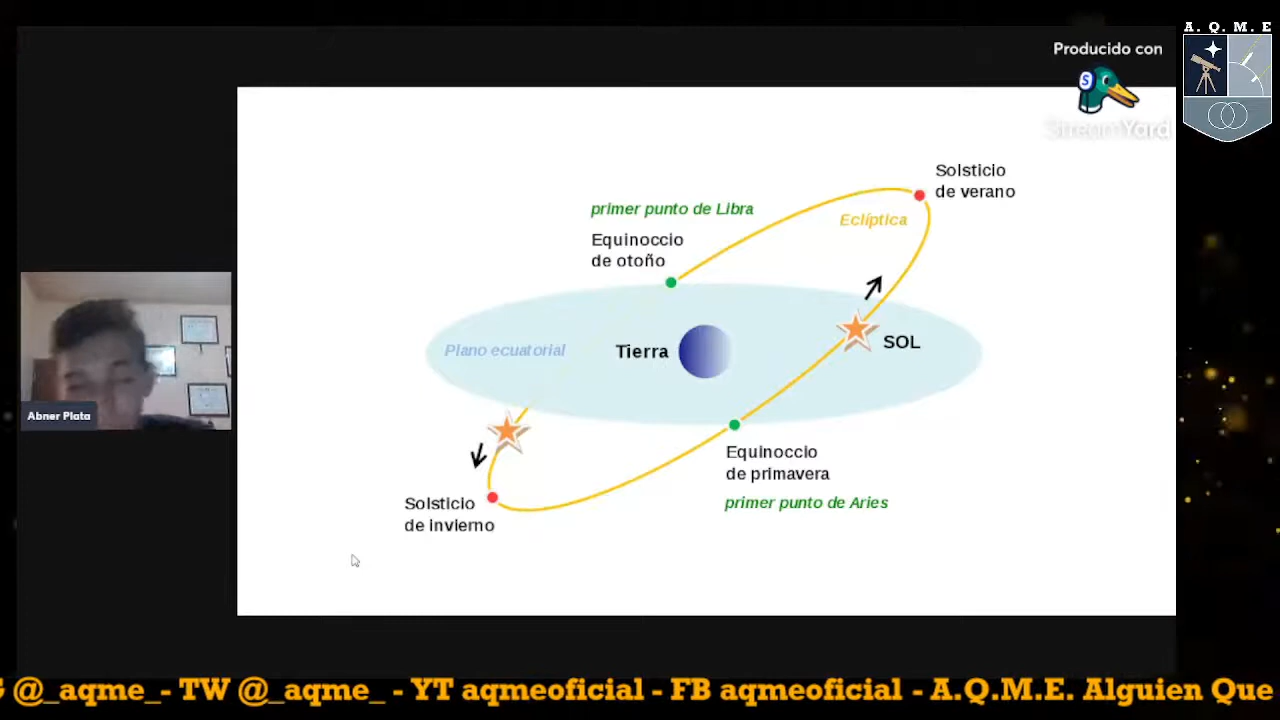 A. Q. M. E
Producido con
StreamYard
Solsticio
de verano
primer punto de Libra
Eclíptica
Equinoccio
de otoño
SOL
Plano ecuatorial
Tierra
Abner Plata
Equinoccio
de primavera
Solsticio
de invierno
primer punto de Aries
G @_aqme_- TW @_aqme_ - YT aqmeoficial - FB aqmeoficial - A.Q.M.E. Alguien Que